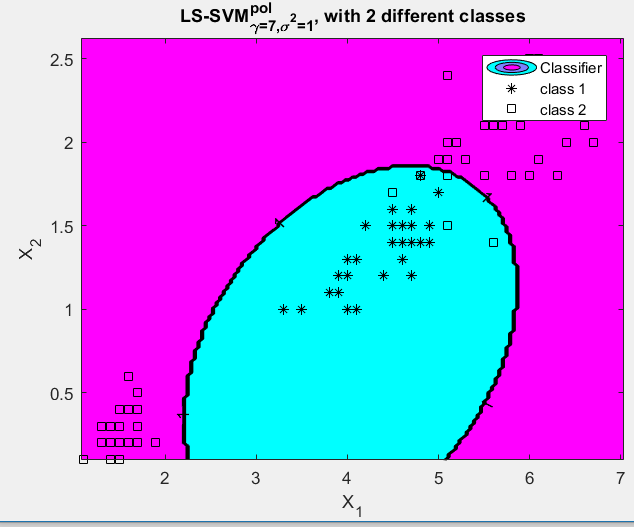 LS-SVM pol γ=7,σ²=1, with 2 different classes
Classifier
class 1
class 2
2.5
2
1.5
1
0.5
X₂
2 3 4 5 6 7
X₁